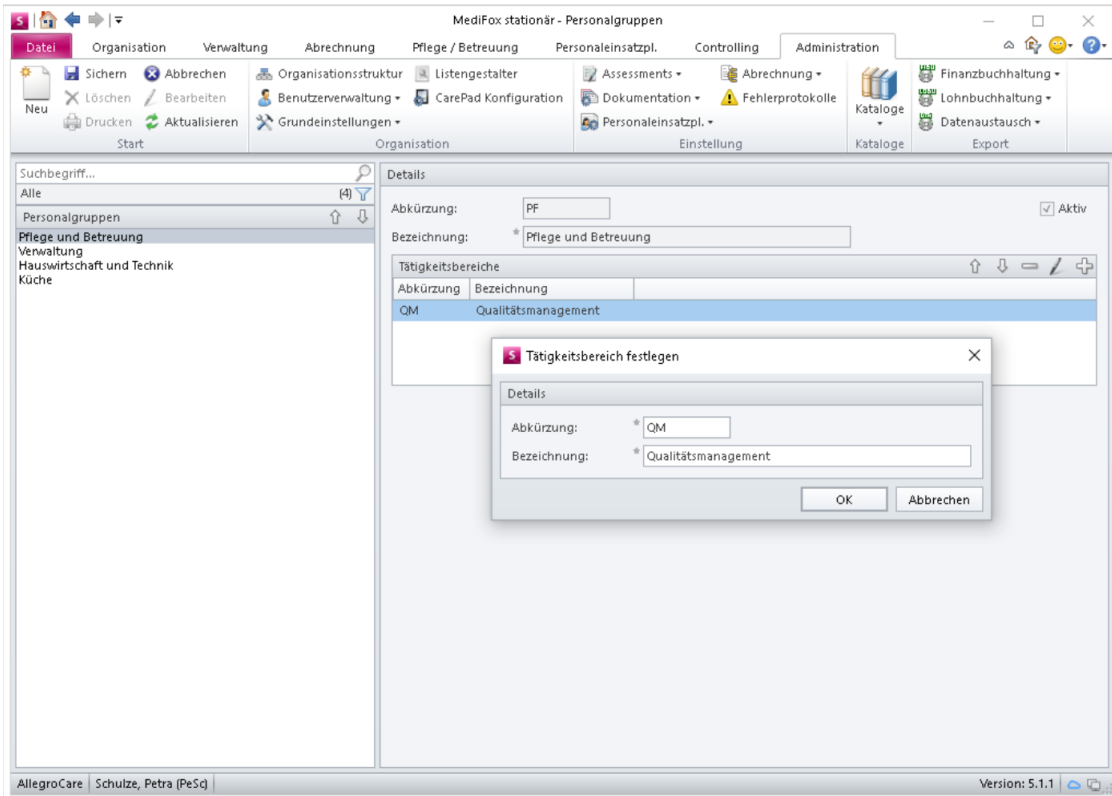 MediFox stationär - Personalgruppen
Datei Organisation Verwaltung Abrechnung Pflege / Betreuung Personaleinsatzpl. Controlling Administration
Neu
Sichern Abbrechen
Löschen Bearbeiten
Drucken Aktualisieren
Start
Organisationsstruktur Listengestalter
Benutzerverwaltung CarePad Konfiguration
Grundeinstellungen
Organisation
Assessments Abrechnung
Dokumentation Fehlerprotokolle
Personaleinsatzpl.
Einstellung
Kataloge
Kataloge
Finanzbuchhaltung
Lohnbuchhaltung
Datenaustausch
Export
Suchbegriff...
Alle (4)
Personalgruppen
Pflege und Betreuung
Verwaltung
Hauswirtschaft und Technik
Küche
Details
Abkürzung: PF Aktiv
Bezeichnung: * Pflege und Betreuung
Tätigkeitsbereiche
Abkürzung Bezeichnung
QM Qualitätsmanagement
S Tätigkeitsbereich festlegen
Details
Abkürzung: * QM
Bezeichnung: * Qualitätsmanagement
OK Abbrechen
AllegroCare Schulze, Petra (PeSc) Version: 5.1.1